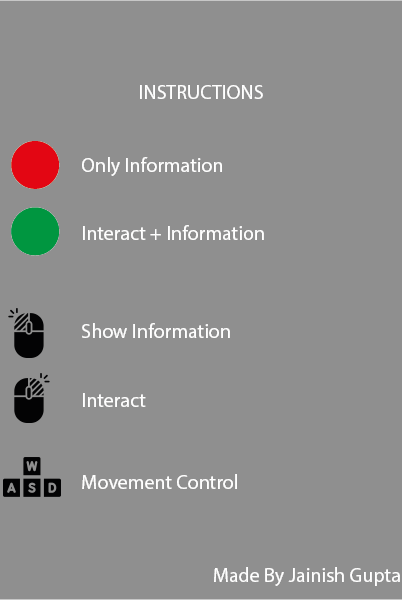 INSTRUCTIONS
Only Information
Interact + Information
Show Information
Interact
W
A S D
Movement Control
Made By Jainish Gupta